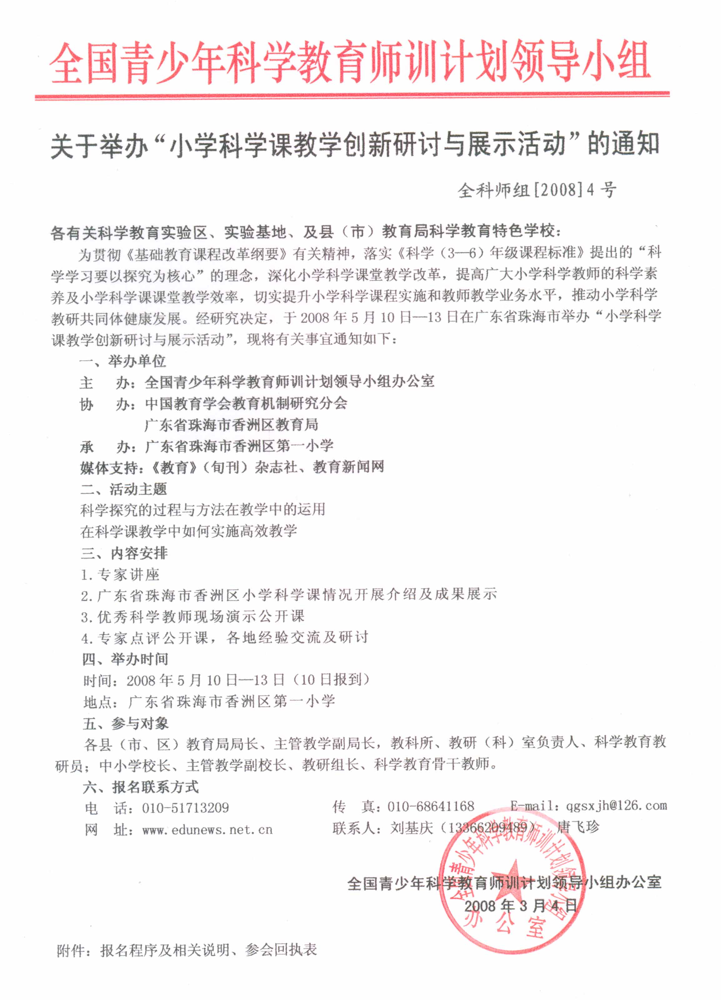 全国青少年科学教育师训计划领导小组
关于举办“小学科学课教学创新研讨与展示活动”的通知
全科师组[2008]4 号
各有关科学教育实验区、实验基地、及县（市）教育局科学教育特色学校：
为贯彻《基础教育课程改革纲要》有关精神，落实《科学（3—6）年级课程标准》提出的“科
学学习要以探究为核心”的理念，深化小学科学课堂教学改革，提高广大小学科学教师的科学素
养及小学科学课课堂教学效率，切实提升小学科学课程实施和教师教学业务水平，推动小学科学
教研共同体健康发展。经研究决定，于 2008 年 5 月 10 日—13 日在广东省珠海市举办“小学科学
课教学创新研讨与展示活动”，现将有关事宜通知如下：
一、举办单位
主　办：全国青少年科学教育师训计划领导小组办公室
协　办：中国教育学会教育机制研究分会
广东省珠海市香洲区教育局
承　办：广东省珠海市香洲区第一小学
媒体支持：《教育》（旬刊）杂志社、教育新闻网
二、活动主题
科学探究的过程与方法在教学中的运用
在科学课教学中如何实施高效教学
三、内容安排
1. 专家讲座
2. 广东省珠海市香洲区小学科学课情况开展介绍及成果展示
3. 优秀科学教师现场演示公开课
4. 专家点评公开课，各地经验交流及研讨
四、举办时间
时间：2008 年 5 月 10 日—13 日（10 日报到）
地点：广东省珠海市香洲区第一小学
五、参与对象
各县（市、区）教育局局长、主管教学副局长，教科所、教研（科）室负责人、科学教育教
研员；中小学校长、主管教学副校长、教研组长、科学教育骨干教师。
六、报名联系方式
电　话：010-51713209　传　真：010-68641168　E-mail：qgsxjh@126.com
网　址：www.edunews.net.cn　联系人：刘基庆（13366209489）　唐飞珍
全国青少年科学教育师训计划领导小组办公室
2008 年 3 月 4 日
全国青少年科学教育师训计划领导小组
办公室
附件：报名程序及相关说明、参会回执表